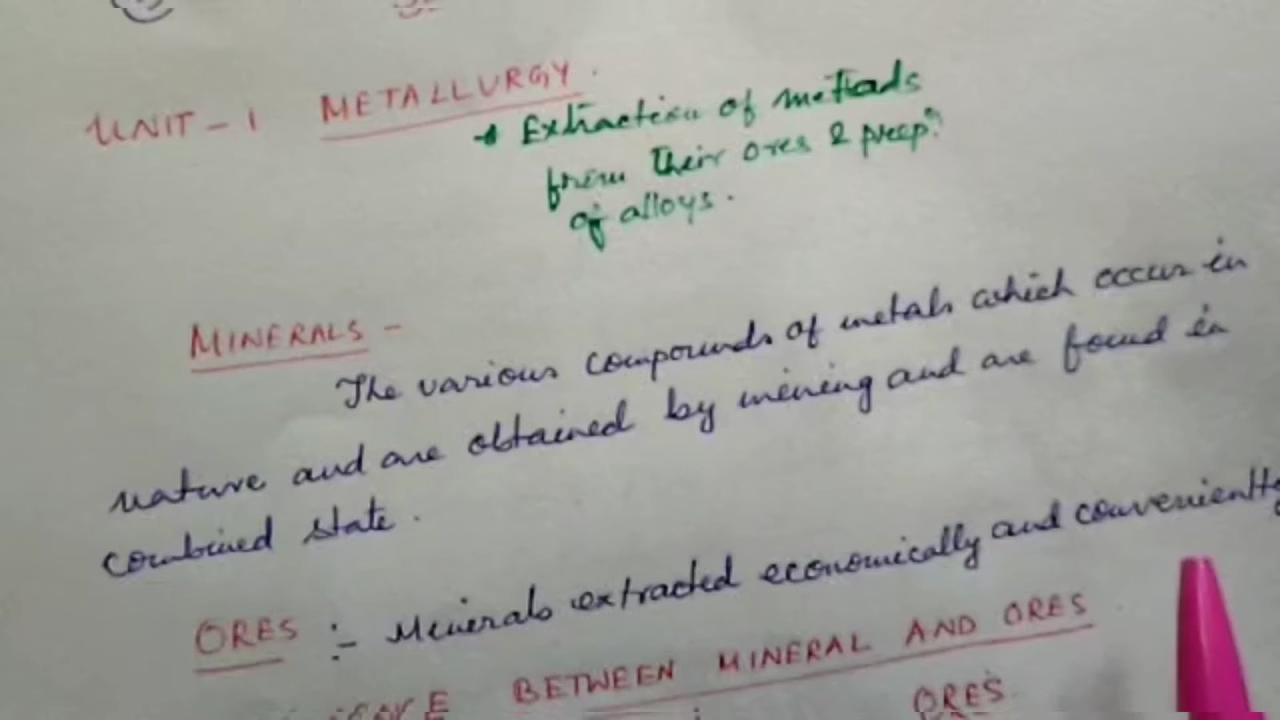 UNIT - 1 METALLURGY.
→ Extraction of metals
from their ores & prepⁿ.
of alloys.
MINERALS -
The various compounds of metals which occur in
nature and are obtained by mining and are found in
combined state.
ORES :- Minerals extracted economically and conveniently
BETWEEN MINERAL AND ORES
ORES